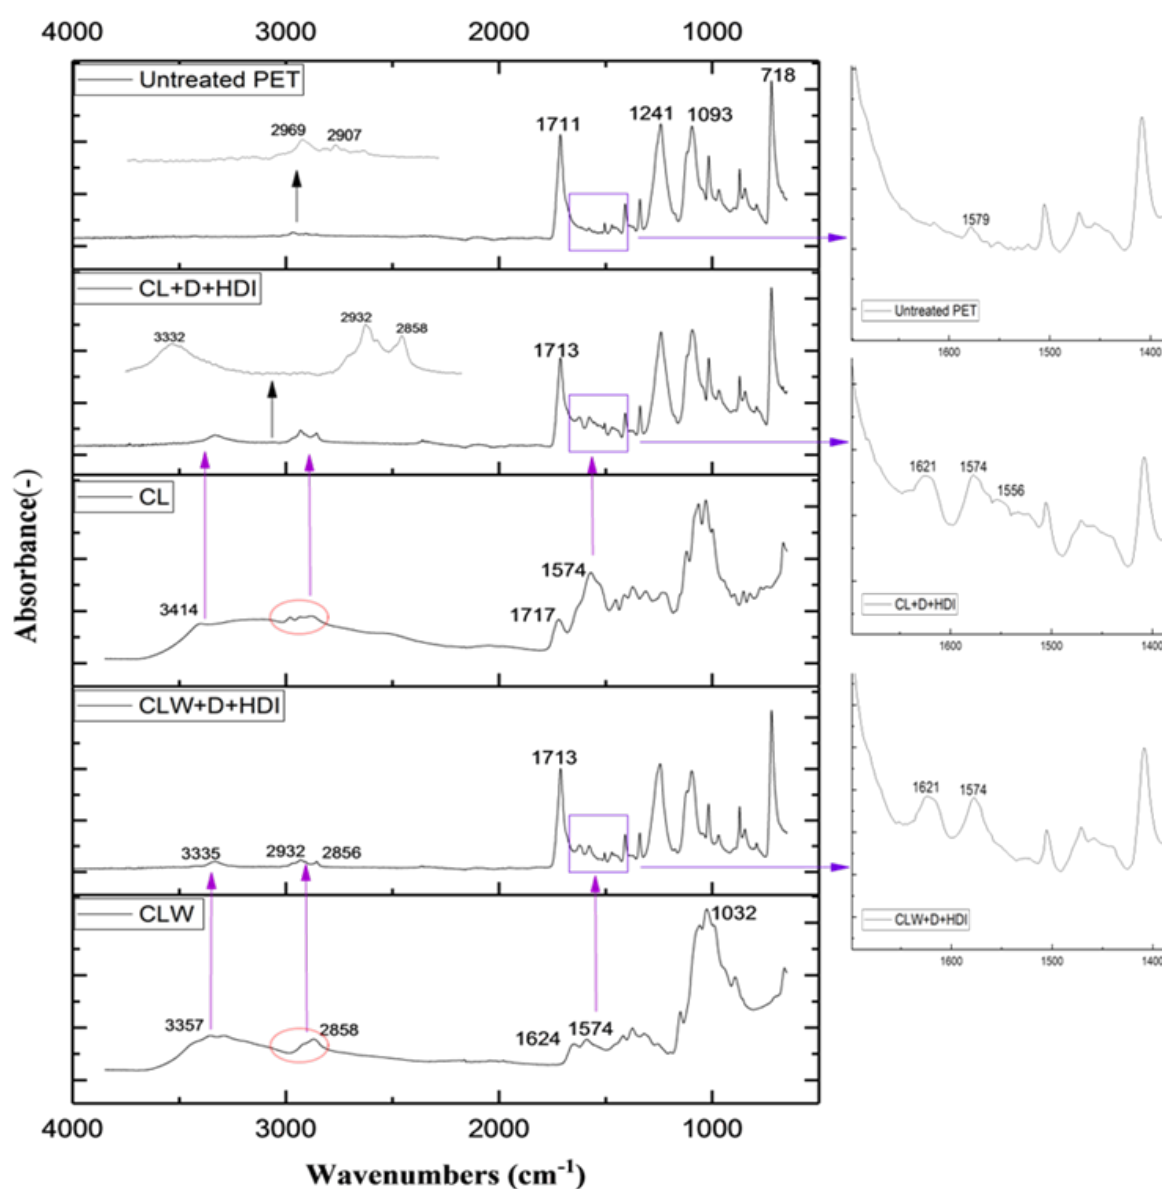 4000 3000 2000 1000
Untreated PET
2969
2907
1711
1241
1093
718
CL+D+HDI
3332
2932
2858
1713
CL
3414
1717
1574
CLW+D+HDI
3335
2932
2856
1713
CLW
3357
2858
1624
1574
1032
4000 3000 2000 1000
Wavenumbers (cm-1)
Absorbance(-)
1579
Untreated PET
1600 1500 1400
1621
1574
1556
CL+D+HDI
1600 1500 1400
1621
1574
CLW+D+HDI
1600 1500 1400